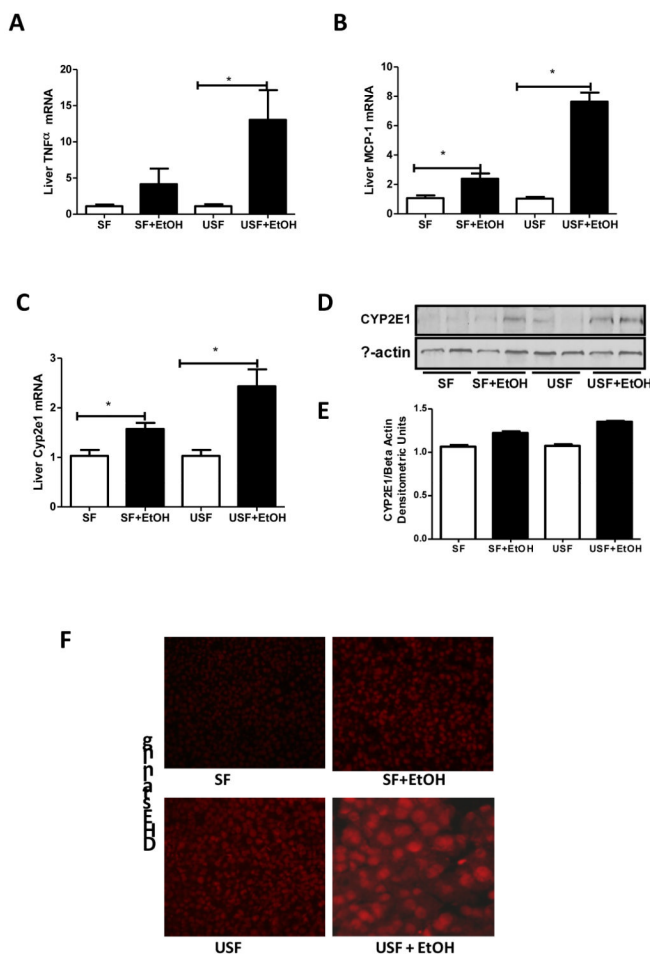 A
B
Liver TNFα mRNA
20
15
10
5
0
*
SF
SF+EtOH
USF
USF+EtOH
Liver MCP-1 mRNA
8
6
4
2
0
*
*
SF
SF+EtOH
USF
USF+EtOH
C
Liver Cyp2e1 mRNA
3
2
1
0
*
*
SF
SF+EtOH
USF
USF+EtOH
D
CYP2E1
?-actin
SF
SF+EtOH
USF
USF+EtOH
E
CYP2E1/Beta Actin
Densitometric Units
1.5
1.0
0.5
0.0
SF
SF+EtOH
USF
USF+EtOH
F
DHE staining
SF
SF+EtOH
USF
USF + EtOH